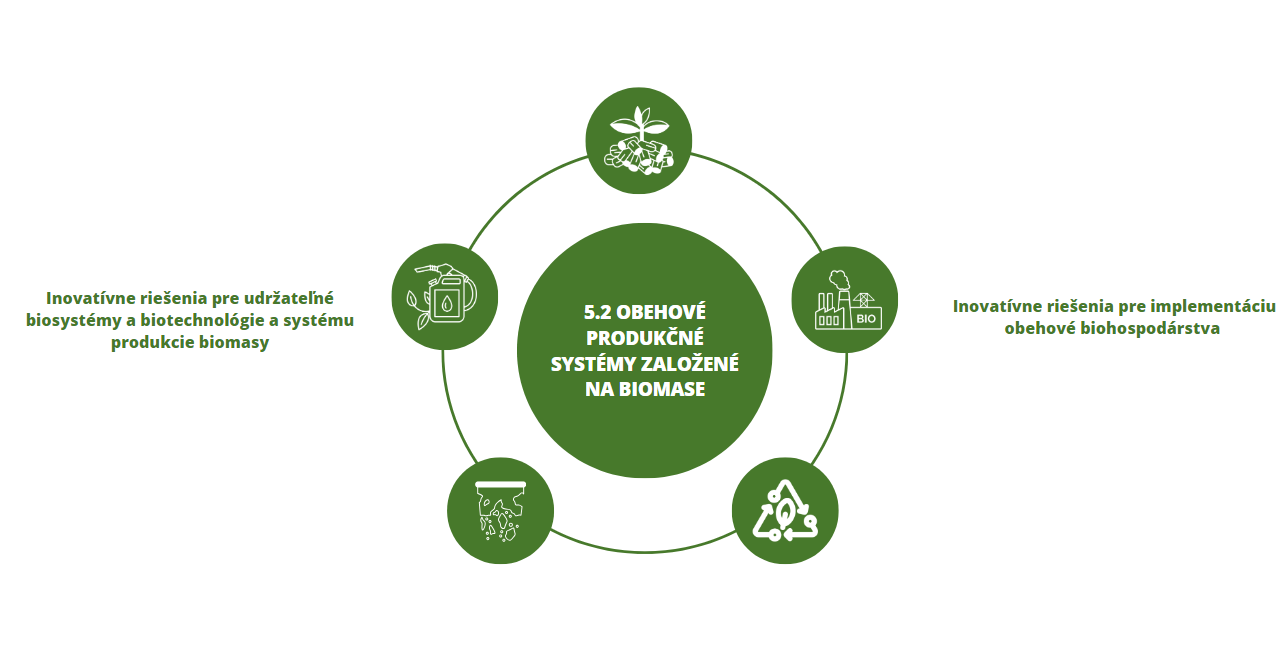 Inovatívne riešenia pre udržateľné
biosystémy a biotechnológie a systému
produkcie biomasy
5.2 OBEHOVÉ
PRODUKČNÉ
SYSTÉMY ZALOŽENÉ
NA BIOMASE
BIO
Inovatívne riešenia pre implementáciu
obehové biohospodárstva